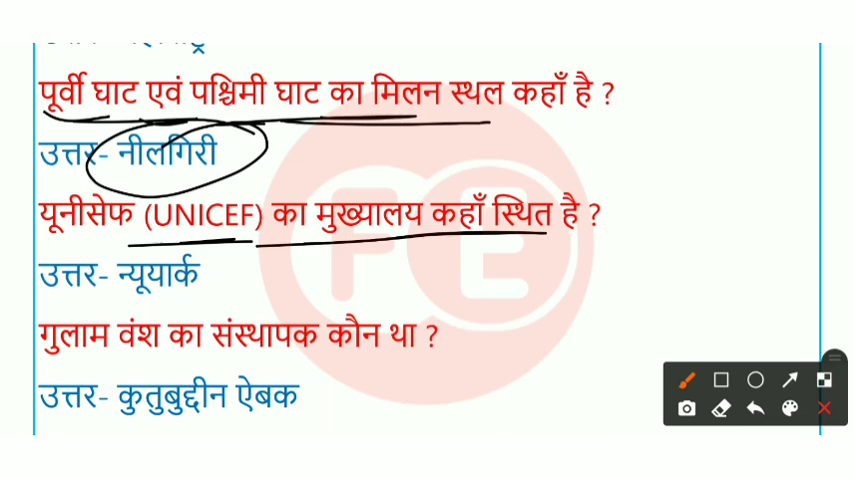 पूर्वी घाट एवं पश्चिमी घाट का मिलन स्थल कहाँ है ?
उत्तर- नीलगिरी
यूनीसेफ (UNICEF) का मुख्यालय कहाँ स्थित है ?
उत्तर- न्यूयार्क
गुलाम वंश का संस्थापक कौन था ?
उत्तर- कुतुबुद्दीन ऐबक